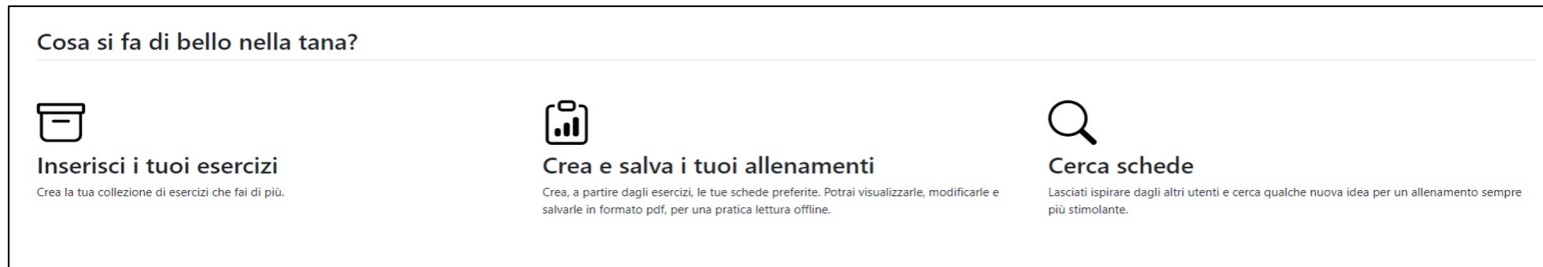 Cosa si fa di bello nella tana?
Inserisci i tuoi esercizi
Crea la tua collezione di esercizi che fai di più.
Crea e salva i tuoi allenamenti
Crea, a partire dagli esercizi, le tue schede preferite. Potrai visualizzarle, modificarle e
salvarle in formato pdf, per una pratica lettura offline.
Cerca schede
Lasciati ispirare dagli altri utenti e cerca qualche nuova idea per un allenamento sempre
più stimolante.